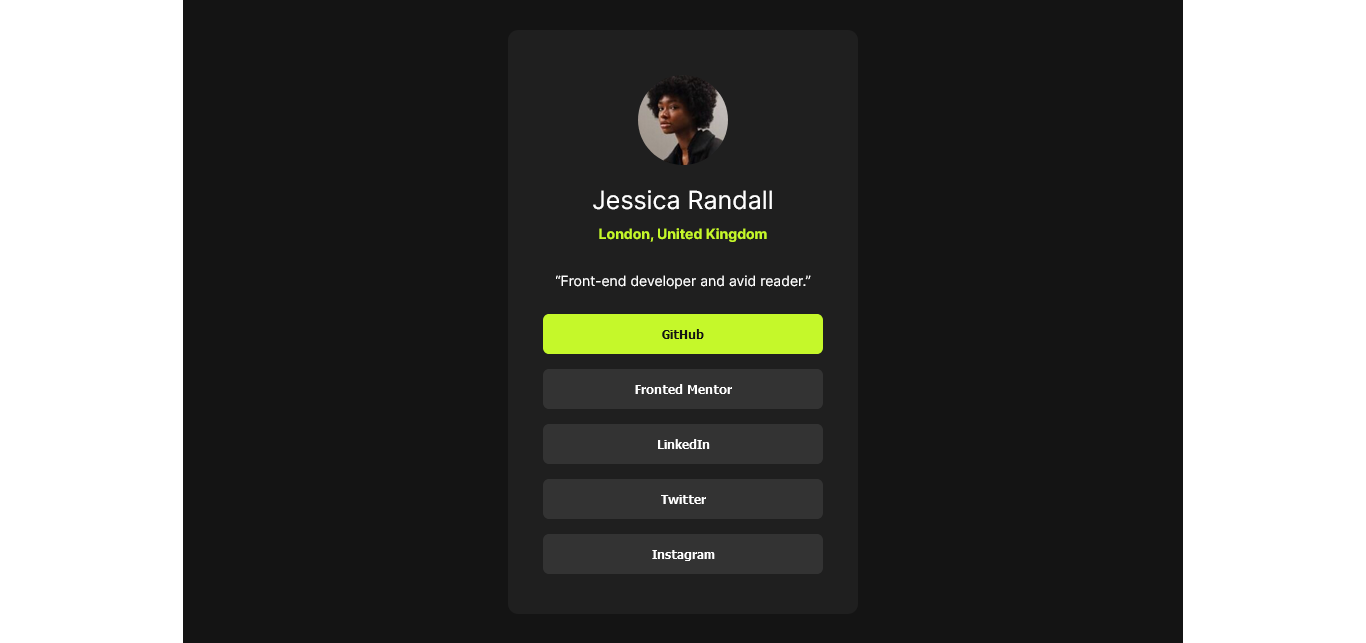 Jessica Randall
London, United Kingdom
“Front-end developer and avid reader.”
GitHub
Fronted Mentor
LinkedIn
Twitter
Instagram